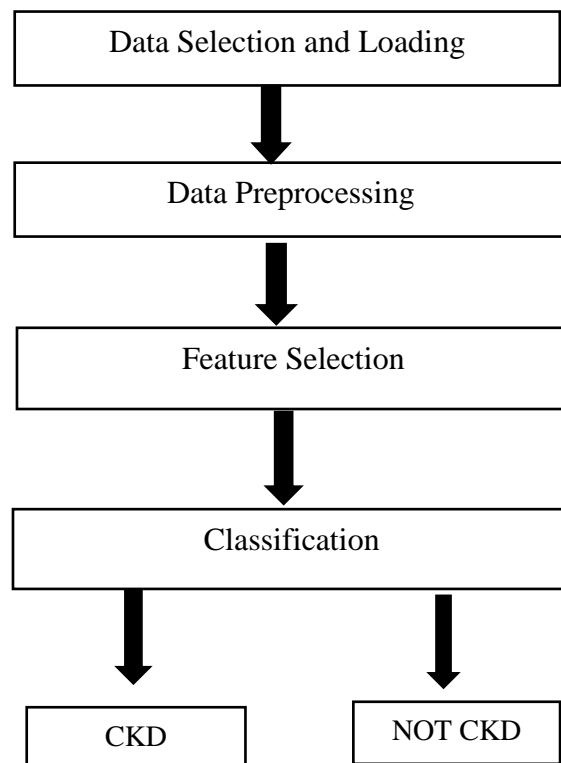 Data Selection and Loading
Data Preprocessing
Feature Selection
Classification
CKD
NOT CKD